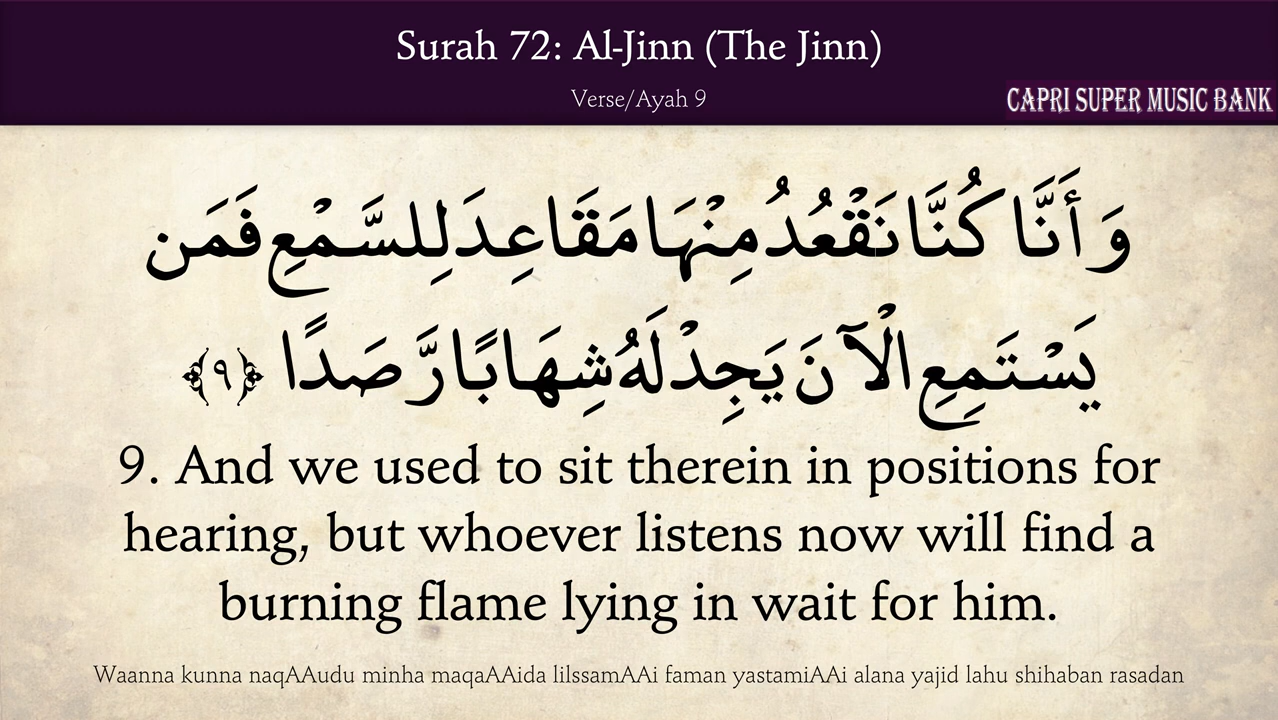 Surah 72: Al-Jinn (The Jinn)
Verse/Ayah 9
CAPRI SUPER MUSIC BANK
وَأَنَّا كُنَّا نَقْعُدُ مِنْهَا مَقَاعِدَ لِلسَّمْعِ فَمَن
يَسْتَمِعِ الْآنَ يَجِدْ لَهُ شِهَابًا رَّصَدًا ﴿٩﴾
9. And we used to sit therein in positions for
hearing, but whoever listens now will find a
burning flame lying in wait for him.
Waanna kunna naqAAudu minha maqaAAida lilssamAAi faman yastamiAAi alana yajid lahu shihaban rasadan